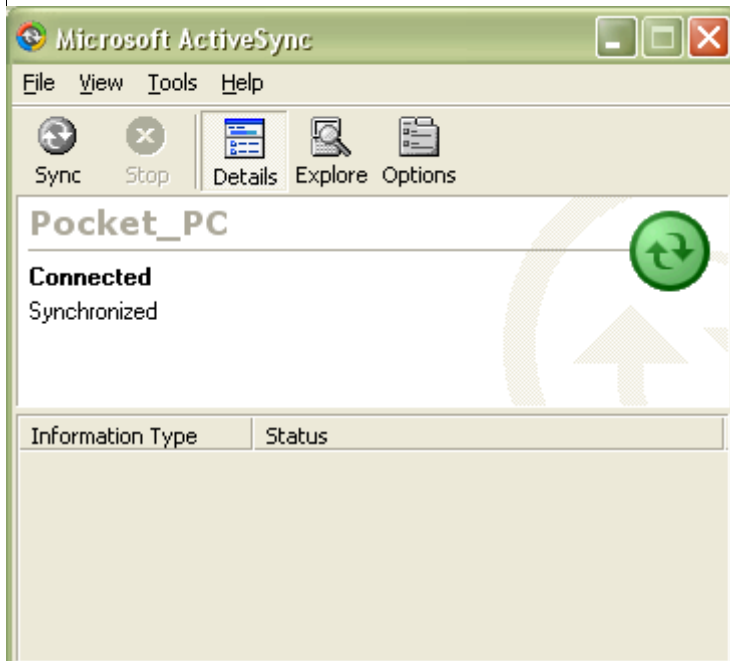 Microsoft ActiveSync
File View Tools Help
Sync Stop Details Explore Options
Pocket_PC
Connected
Synchronized
Information Type Status